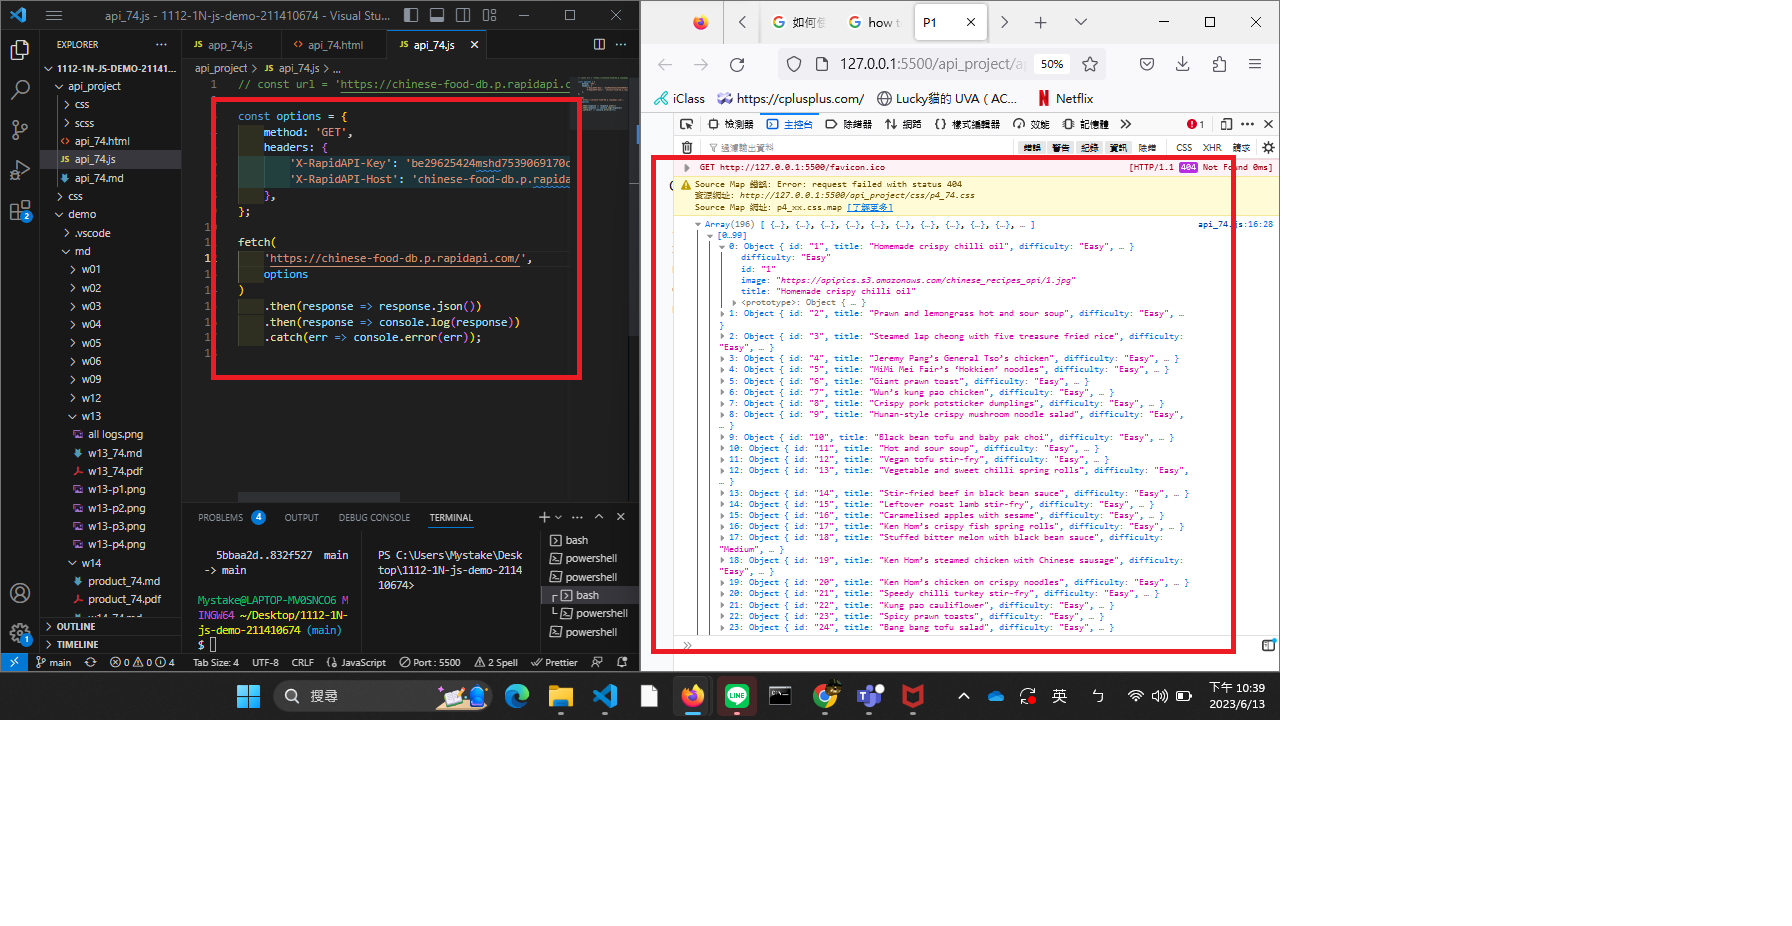 api_74.js - 1112-1N-js-demo-211410674 - Visual Stu...
EXPLORER
1112-1N-JS-DEMO-21141...
api_project
css
scss
api_74.html
JS api_74.js
api_74.md
css
demo
.vscode
md
w01
w02
w03
w04
w05
w06
w09
w12
w13
all logs.png
w13_74.md
w13_74.pdf
w13-p1.png
w13-p2.png
w13-p3.png
w13-p4.png
w14
product_74.md
product_74.pdf
OUTLINE
TIMELINE
JS app_74.js
<> api_74.html
JS api_74.js
api_project > JS api_74.js > ...
1 // const url = 'https://chinese-food-db.p.rapidapi.c
const options = {
method: 'GET',
headers: {
'X-RapidAPI-Key': 'be29625424mshd7539069170c
'X-RapidAPI-Host': 'chinese-food-db.p.rapida
},
};
fetch(
'https://chinese-food-db.p.rapidapi.com/',
options
)
.then(response => response.json())
.then(response => console.log(response))
.catch(err => console.error(err));
PROBLEMS 4 OUTPUT DEBUG CONSOLE TERMINAL
5bbaa2d..832f527 main
-> main
Mystake@LAPTOP-MV0SNCO6 M
INGW64 ~/Desktop/1112-1N-
js-demo-211410674 (main)
$
PS C:\Users\Mystake\Desk
top\1112-1N-js-demo-2114
10674>
bash
powershell
powershell
bash
powershell
powershell
main 0 0 4 Tab Size: 4 UTF-8 CRLF JavaScript Port : 5500 2 Spell Prettier
如何使
how t
P1
127.0.0.1:5500/api_project/a
50%
iClass
https://cplusplus.com/
Lucky貓的 UVA ( AC...
Netflix
檢測器 主控台 除錯器 網路 樣式編輯器 效能 記憶體 1
過濾輸出資料
錯誤 警告 紀錄 資訊 除錯 CSS XHR 請求
GET http://127.0.0.1:5500/favicon.ico [HTTP/1.1 404 Not Found 0ms]
Source Map 錯誤: Error: request failed with status 404
資源網址: http://127.0.0.1:5500/api_project/css/p4_74.css
Source Map 網址: p4_xx.css.map [了解更多]
Array(196) [ {…}, {…}, {…}, {…}, {…}, {…}, {…}, {…}, {…}, {…}, … ] api_74.js:16:28
[0…99]
0: Object { id: "1", title: "Homemade crispy chilli oil", difficulty: "Easy", … }
difficulty: "Easy"
id: "1"
image: "https://apipics.s3.amazonaws.com/chinese_recipes_api/1.jpg"
title: "Homemade crispy chilli oil"
<prototype>: Object { … }
1: Object { id: "2", title: "Prawn and lemongrass hot and sour soup", difficulty: "Easy", …
}
2: Object { id: "3", title: "Steamed lap cheong with five treasure fried rice", difficulty:
"Easy", … }
3: Object { id: "4", title: "Jeremy Pang’s General Tso’s chicken", difficulty: "Easy", … }
4: Object { id: "5", title: "MiMi Mei Fair’s ‘Hokkien’ noodles", difficulty: "Easy", … }
5: Object { id: "6", title: "Giant prawn toast", difficulty: "Easy", … }
6: Object { id: "7", title: "Wun’s kung pao chicken", difficulty: "Easy", … }
7: Object { id: "8", title: "Crispy pork potsticker dumplings", difficulty: "Easy", … }
8: Object { id: "9", title: "Hunan-style crispy mushroom noodle salad", difficulty: "Easy",
… }
9: Object { id: "10", title: "Black bean tofu and baby pak choi", difficulty: "Easy", … }
10: Object { id: "11", title: "Hot and sour soup", difficulty: "Easy", … }
11: Object { id: "12", title: "Vegan tofu stir-fry", difficulty: "Easy", … }
12: Object { id: "13", title: "Vegetable and sweet chilli spring rolls", difficulty: "Easy",
… }
13: Object { id: "14", title: "Stir-fried beef in black bean sauce", difficulty: "Easy", … }
14: Object { id: "15", title: "Leftover roast lamb stir-fry", difficulty: "Easy", … }
15: Object { id: "16", title: "Caramelised apples with sesame", difficulty: "Easy", … }
16: Object { id: "17", title: "Ken Hom’s crispy fish spring rolls", difficulty: "Easy", … }
17: Object { id: "18", title: "Stuffed bitter melon with black bean sauce", difficulty:
"Medium", … }
18: Object { id: "19", title: "Ken Hom’s steamed chicken with Chinese sausage", difficulty:
"Easy", … }
19: Object { id: "20", title: "Ken Hom’s chicken on crispy noodles", difficulty: "Easy", … }
20: Object { id: "21", title: "Speedy chilli turkey stir-fry", difficulty: "Easy", … }
21: Object { id: "22", title: "Kung pao cauliflower", difficulty: "Easy", … }
22: Object { id: "23", title: "Spicy prawn toasts", difficulty: "Easy", … }
23: Object { id: "24", title: "Bang bang tofu salad", difficulty: "Easy", … }
搜尋
英
ㄅ
下午 10:39
2023/6/13